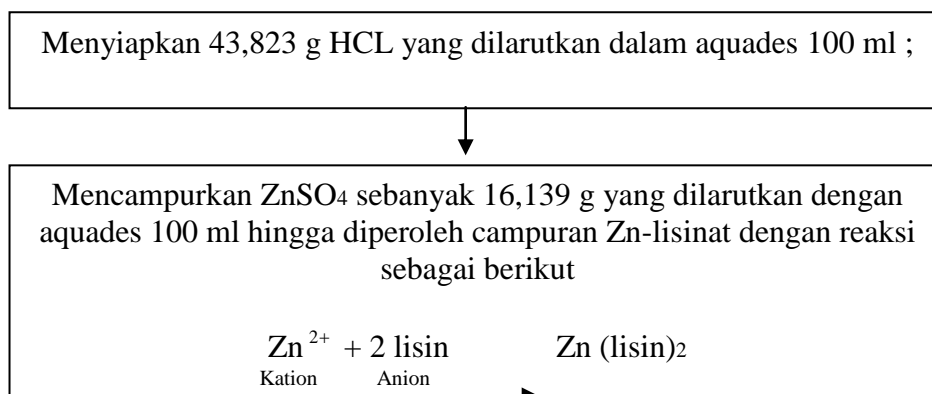 Menyiapkan 43,823 g HCL yang dilarutkan dalam aquades 100 ml ;
Mencampurkan ZnSO4 sebanyak 16,139 g yang dilarutkan dengan
aquades 100 ml hingga diperoleh campuran Zn-lisinat dengan reaksi
sebagai berikut
Zn 2+ + 2 lisin Zn (lisin)2
Kation Anion